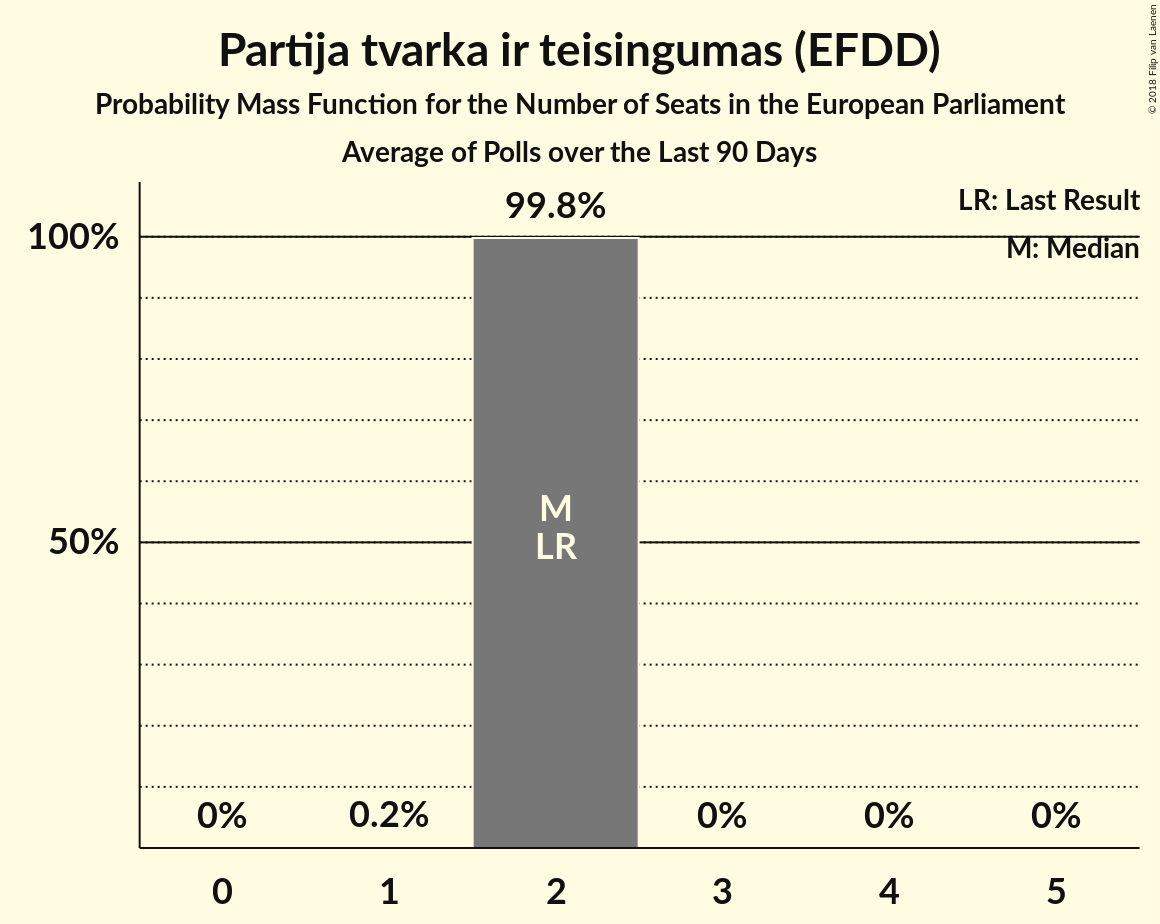 Partija tvarka ir teisingumas (EFDD)
Probability Mass Function for the Number of Seats in the European Parliament
Average of Polls over the Last 90 Days
© 2018 Filip van Laenen
LR: Last Result
M: Median
99.8%
100%
M
LR
50%
0% 0.2% 0% 0% 0%
0 1 2 3 4 5